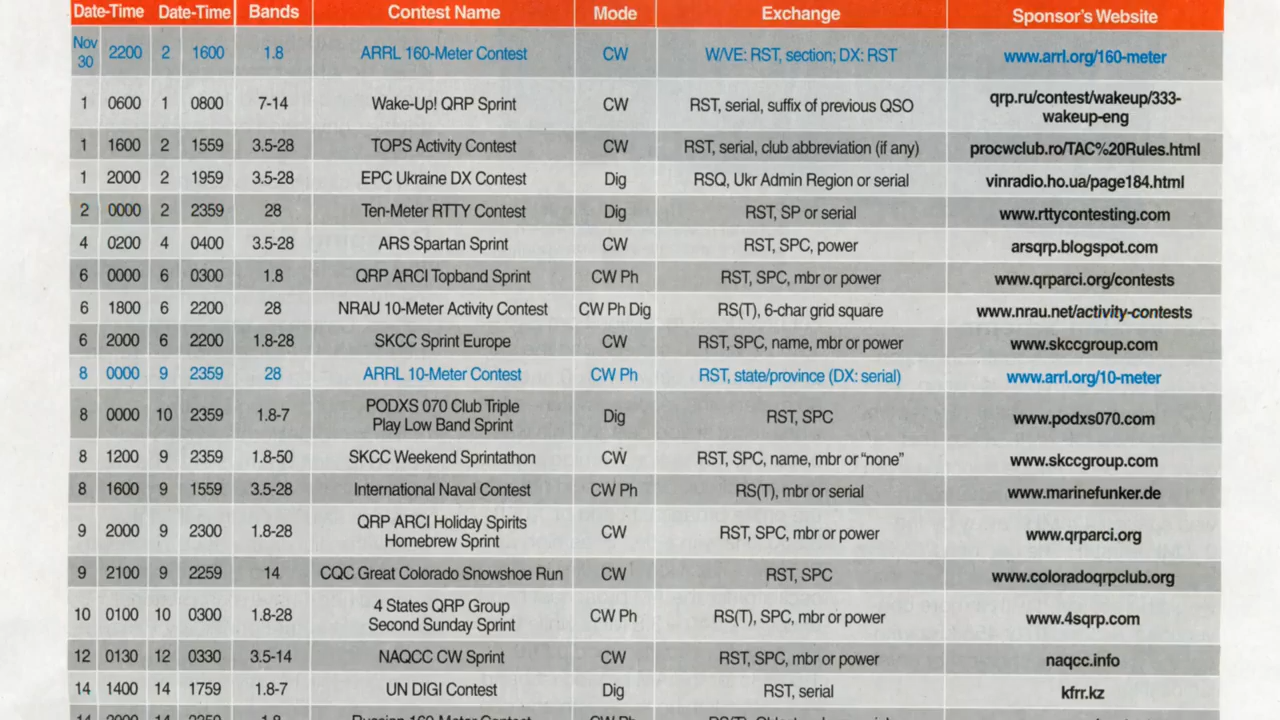 Date-Time Date-Time Bands Contest Name Mode Exchange Sponsor's Website
Nov 30 2200 2 1600 1.8 ARRL 160-Meter Contest CW W/VE: RST, section; DX: RST www.arrl.org/160-meter
1 0600 1 0800 7-14 Wake-Up! QRP Sprint CW RST, serial, suffix of previous QSO qrp.ru/contest/wakeup/333-
wakeup-eng
1 1600 2 1559 3.5-28 TOPS Activity Contest CW RST, serial, club abbreviation (if any) procwclub.ro/TAC%20Rules.html
1 2000 2 1959 3.5-28 EPC Ukraine DX Contest Dig RSQ, Ukr Admin Region or serial vinradio.ho.ua/page184.html
2 0000 2 2359 28 Ten-Meter RTTY Contest Dig RST, SP or serial www.rttycontesting.com
4 0200 4 0400 3.5-28 ARS Spartan Sprint CW RST, SPC, power arsqrp.blogspot.com
6 0000 6 0300 1.8 QRP ARCI Topband Sprint CW Ph RST, SPC, mbr or power www.qrparci.org/contests
6 1800 6 2200 28 NRAU 10-Meter Activity Contest CW Ph Dig RS(T), 6-char grid square www.nrau.net/activity-contests
6 2000 6 2200 1.8-28 SKCC Sprint Europe CW RST, SPC, name, mbr or power www.skccgroup.com
8 0000 9 2359 28 ARRL 10-Meter Contest CW Ph RST, state/province (DX: serial) www.arrl.org/10-meter
8 0000 10 2359 1.8-7 PODXS 070 Club Triple
Play Low Band Sprint Dig RST, SPC www.podxs070.com
8 1200 9 2359 1.8-50 SKCC Weekend Sprintathon CW RST, SPC, name, mbr or "none" www.skccgroup.com
8 1600 9 1559 3.5-28 International Naval Contest CW Ph RS(T), mbr or serial www.marinefunker.de
9 2000 9 2300 1.8-28 QRP ARCI Holiday Spirits
Homebrew Sprint CW RST, SPC, mbr or power www.qrparci.org
9 2100 9 2259 14 CQC Great Colorado Snowshoe Run CW RST, SPC www.coloradoqrpclub.org
10 0100 10 0300 1.8-28 4 States QRP Group
Second Sunday Sprint CW Ph RS(T), SPC, mbr or power www.4sqrp.com
12 0130 12 0330 3.5-14 NAQCC CW Sprint CW RST, SPC, mbr or power naqcc.info
14 1400 14 1759 1.8-7 UN DIGI Contest Dig RST, serial kfrr.kz